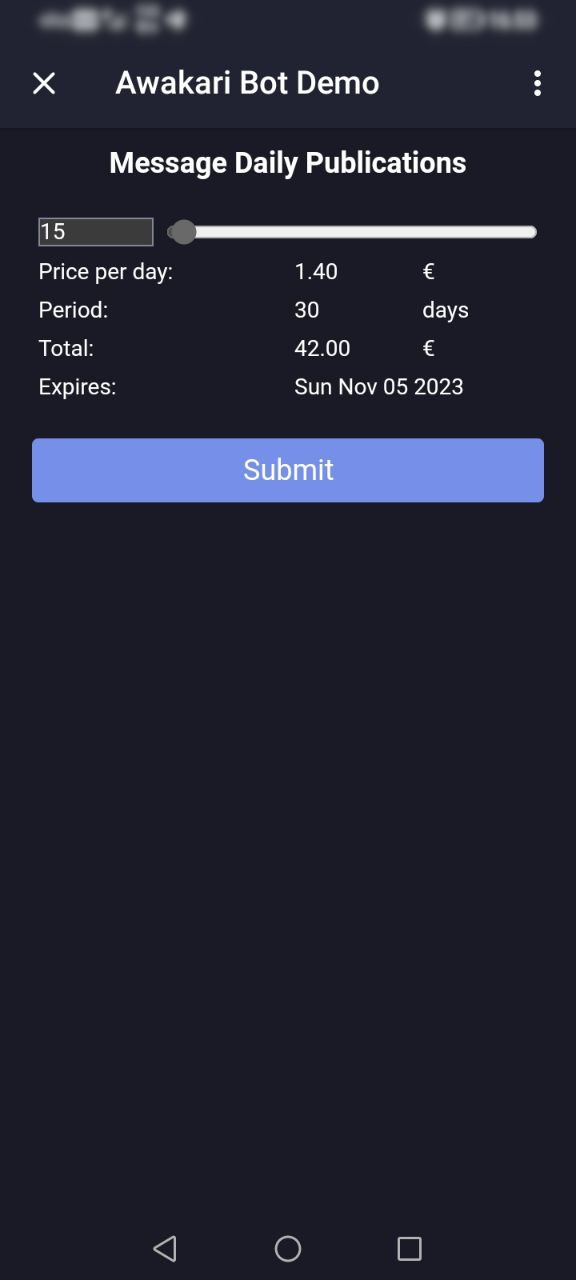 Awakari Bot Demo
Message Daily Publications
15
Price per day: 1.40 €
Period: 30 days
Total: 42.00 €
Expires: Sun Nov 05 2023
Submit